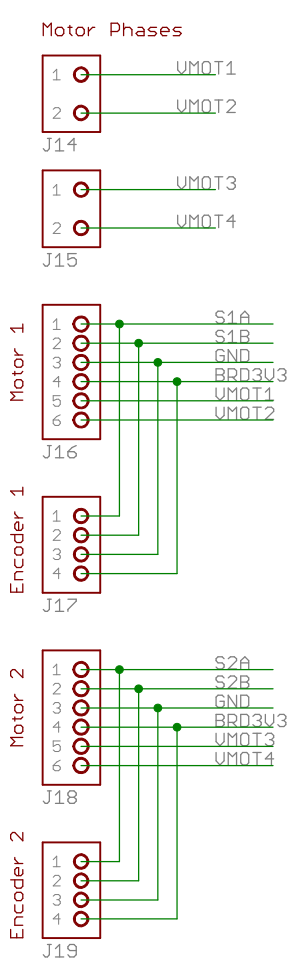 Motor Phases
1 VMOT1
2 VMOT2
J14
1 VMOT3
2 VMOT4
J15
Motor 1
1 S1A
2 S1B
3 GND
4 BRD3V3
5 VMOT1
6 VMOT2
J16
Encoder 1
1
2
3
4
J17
Motor 2
1 S2A
2 S2B
3 GND
4 BRD3V3
5 VMOT3
6 VMOT4
J18
Encoder 2
1
2
3
4
J19